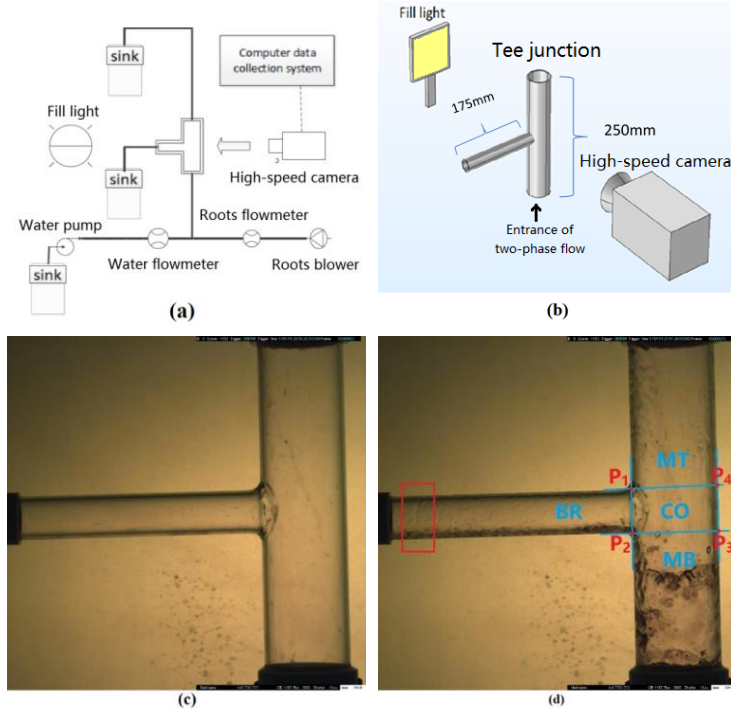 sink
Computer data
collection system
Fill light
sink
High-speed camera
Roots flowmeter
Water pump
sink
Water flowmeter
Roots blower
(a)
Fill light
Tee junction
175mm
250mm
High-speed camera
Entrance of
two-phase flow
(b)
(c)
P1
MT
P4
BR
CO
P2
P3
MB
(d)